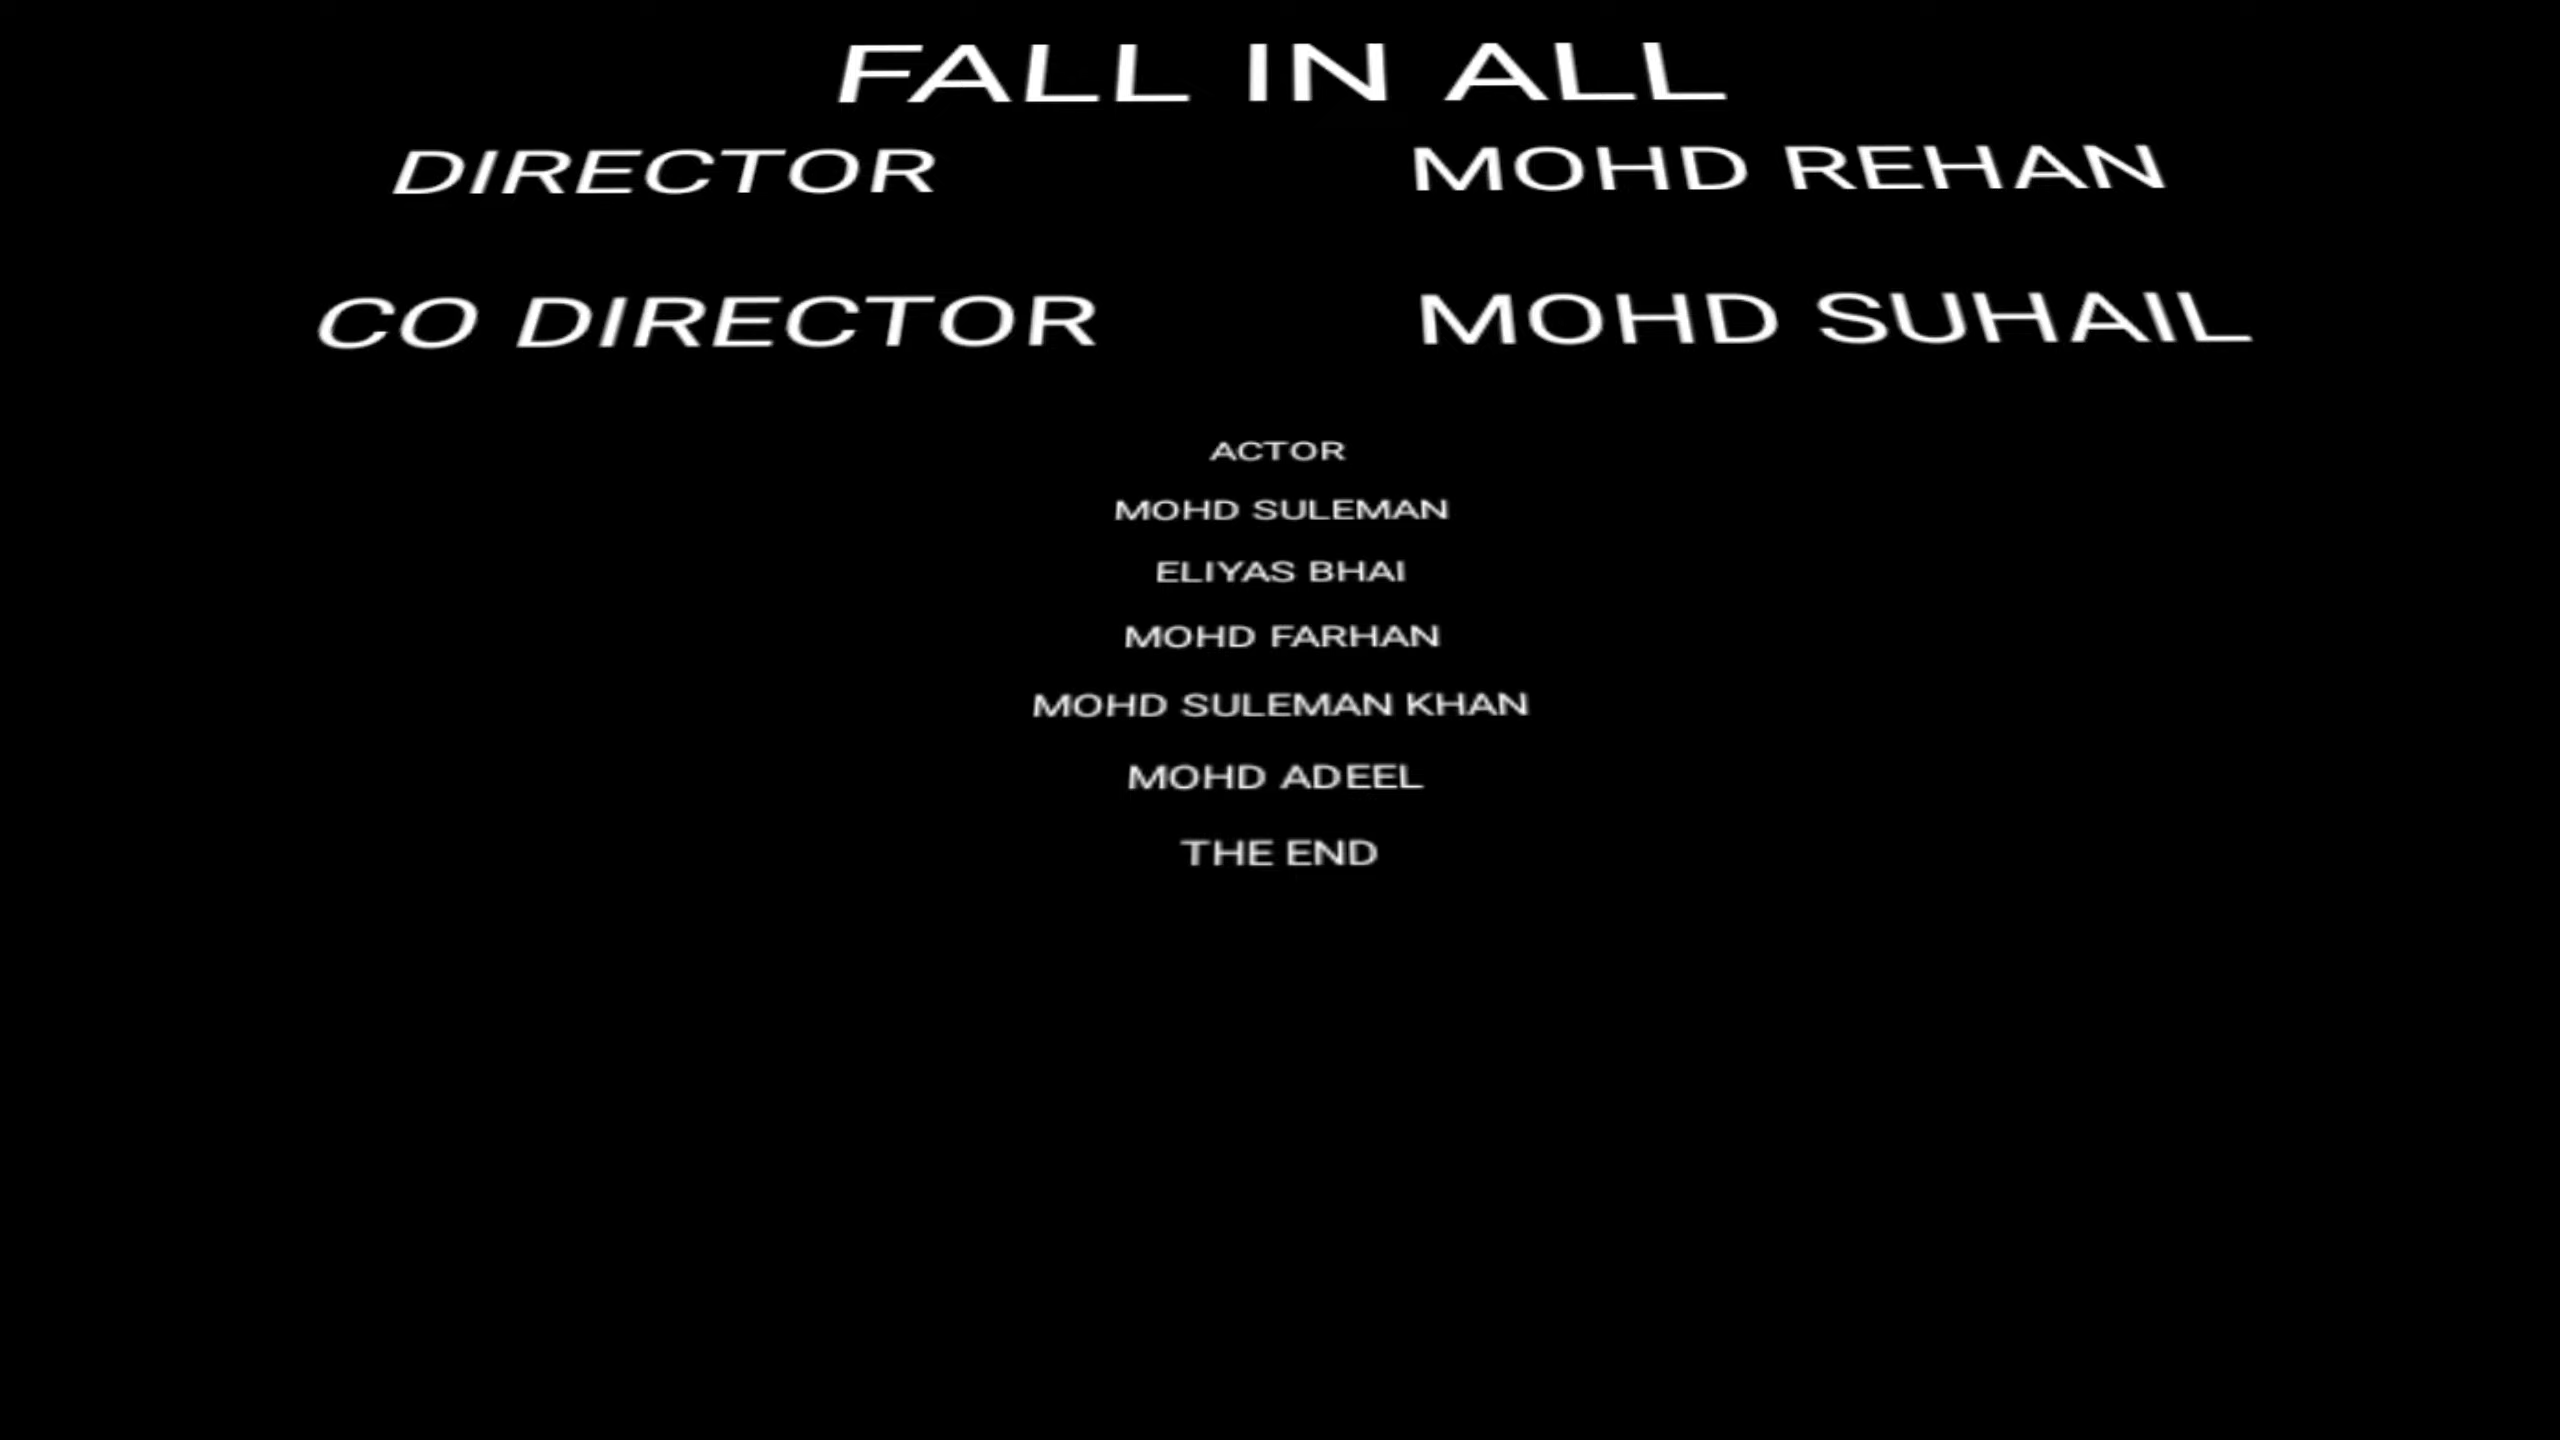 FALL IN ALL
DIRECTOR MOHD REHAN
CO DIRECTOR MOHD SUHAIL
ACTOR
MOHD SULEMAN
ELIYAS BHAI
MOHD FARHAN
MOHD SULEMAN KHAN
MOHD ADEEL
THE END